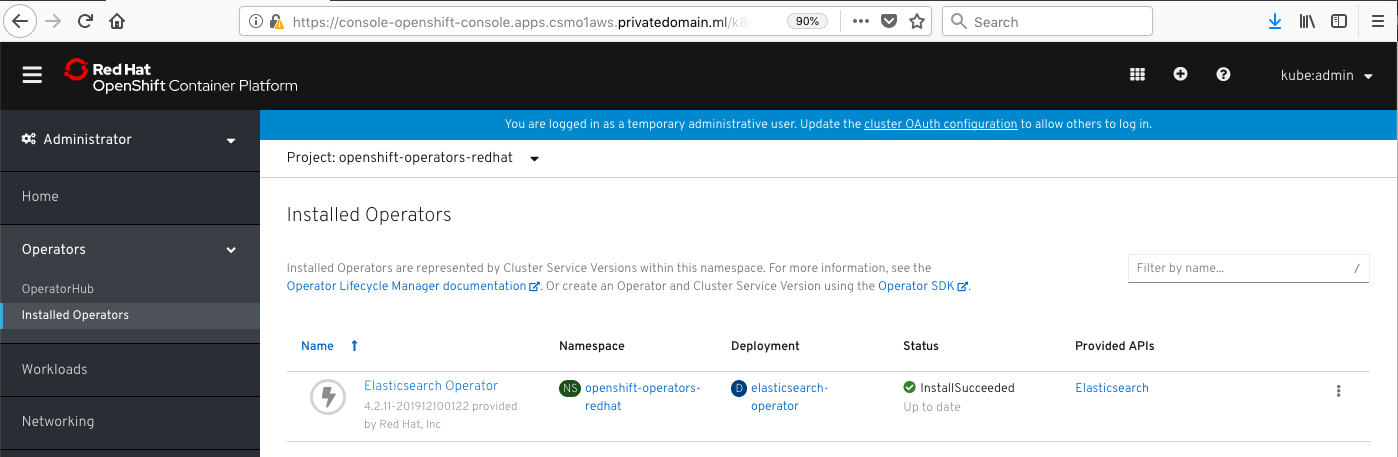 https://console-openshift-console.apps.csmo1aws.privatedomain.ml/k8
90%
Search
Red Hat
OpenShift Container Platform
kube:admin
Administrator
You are logged in as a temporary administrative user. Update the cluster OAuth configuration to allow others to log in.
Project: openshift-operators-redhat
Home
Installed Operators
Operators
Installed Operators are represented by Cluster Service Versions within this namespace. For more information, see the
Operator Lifecycle Manager documentation. Or create an Operator and Cluster Service Version using the Operator SDK.
Filter by name...
/
OperatorHub
Installed Operators
Name
Namespace
Deployment
Status
Provided APIs
Workloads
Elasticsearch Operator
4.2.11-201912100122 provided
by Red Hat, Inc
NS openshift-operators-
redhat
D elasticsearch-
operator
InstallSucceeded
Up to date
Elasticsearch
Networking